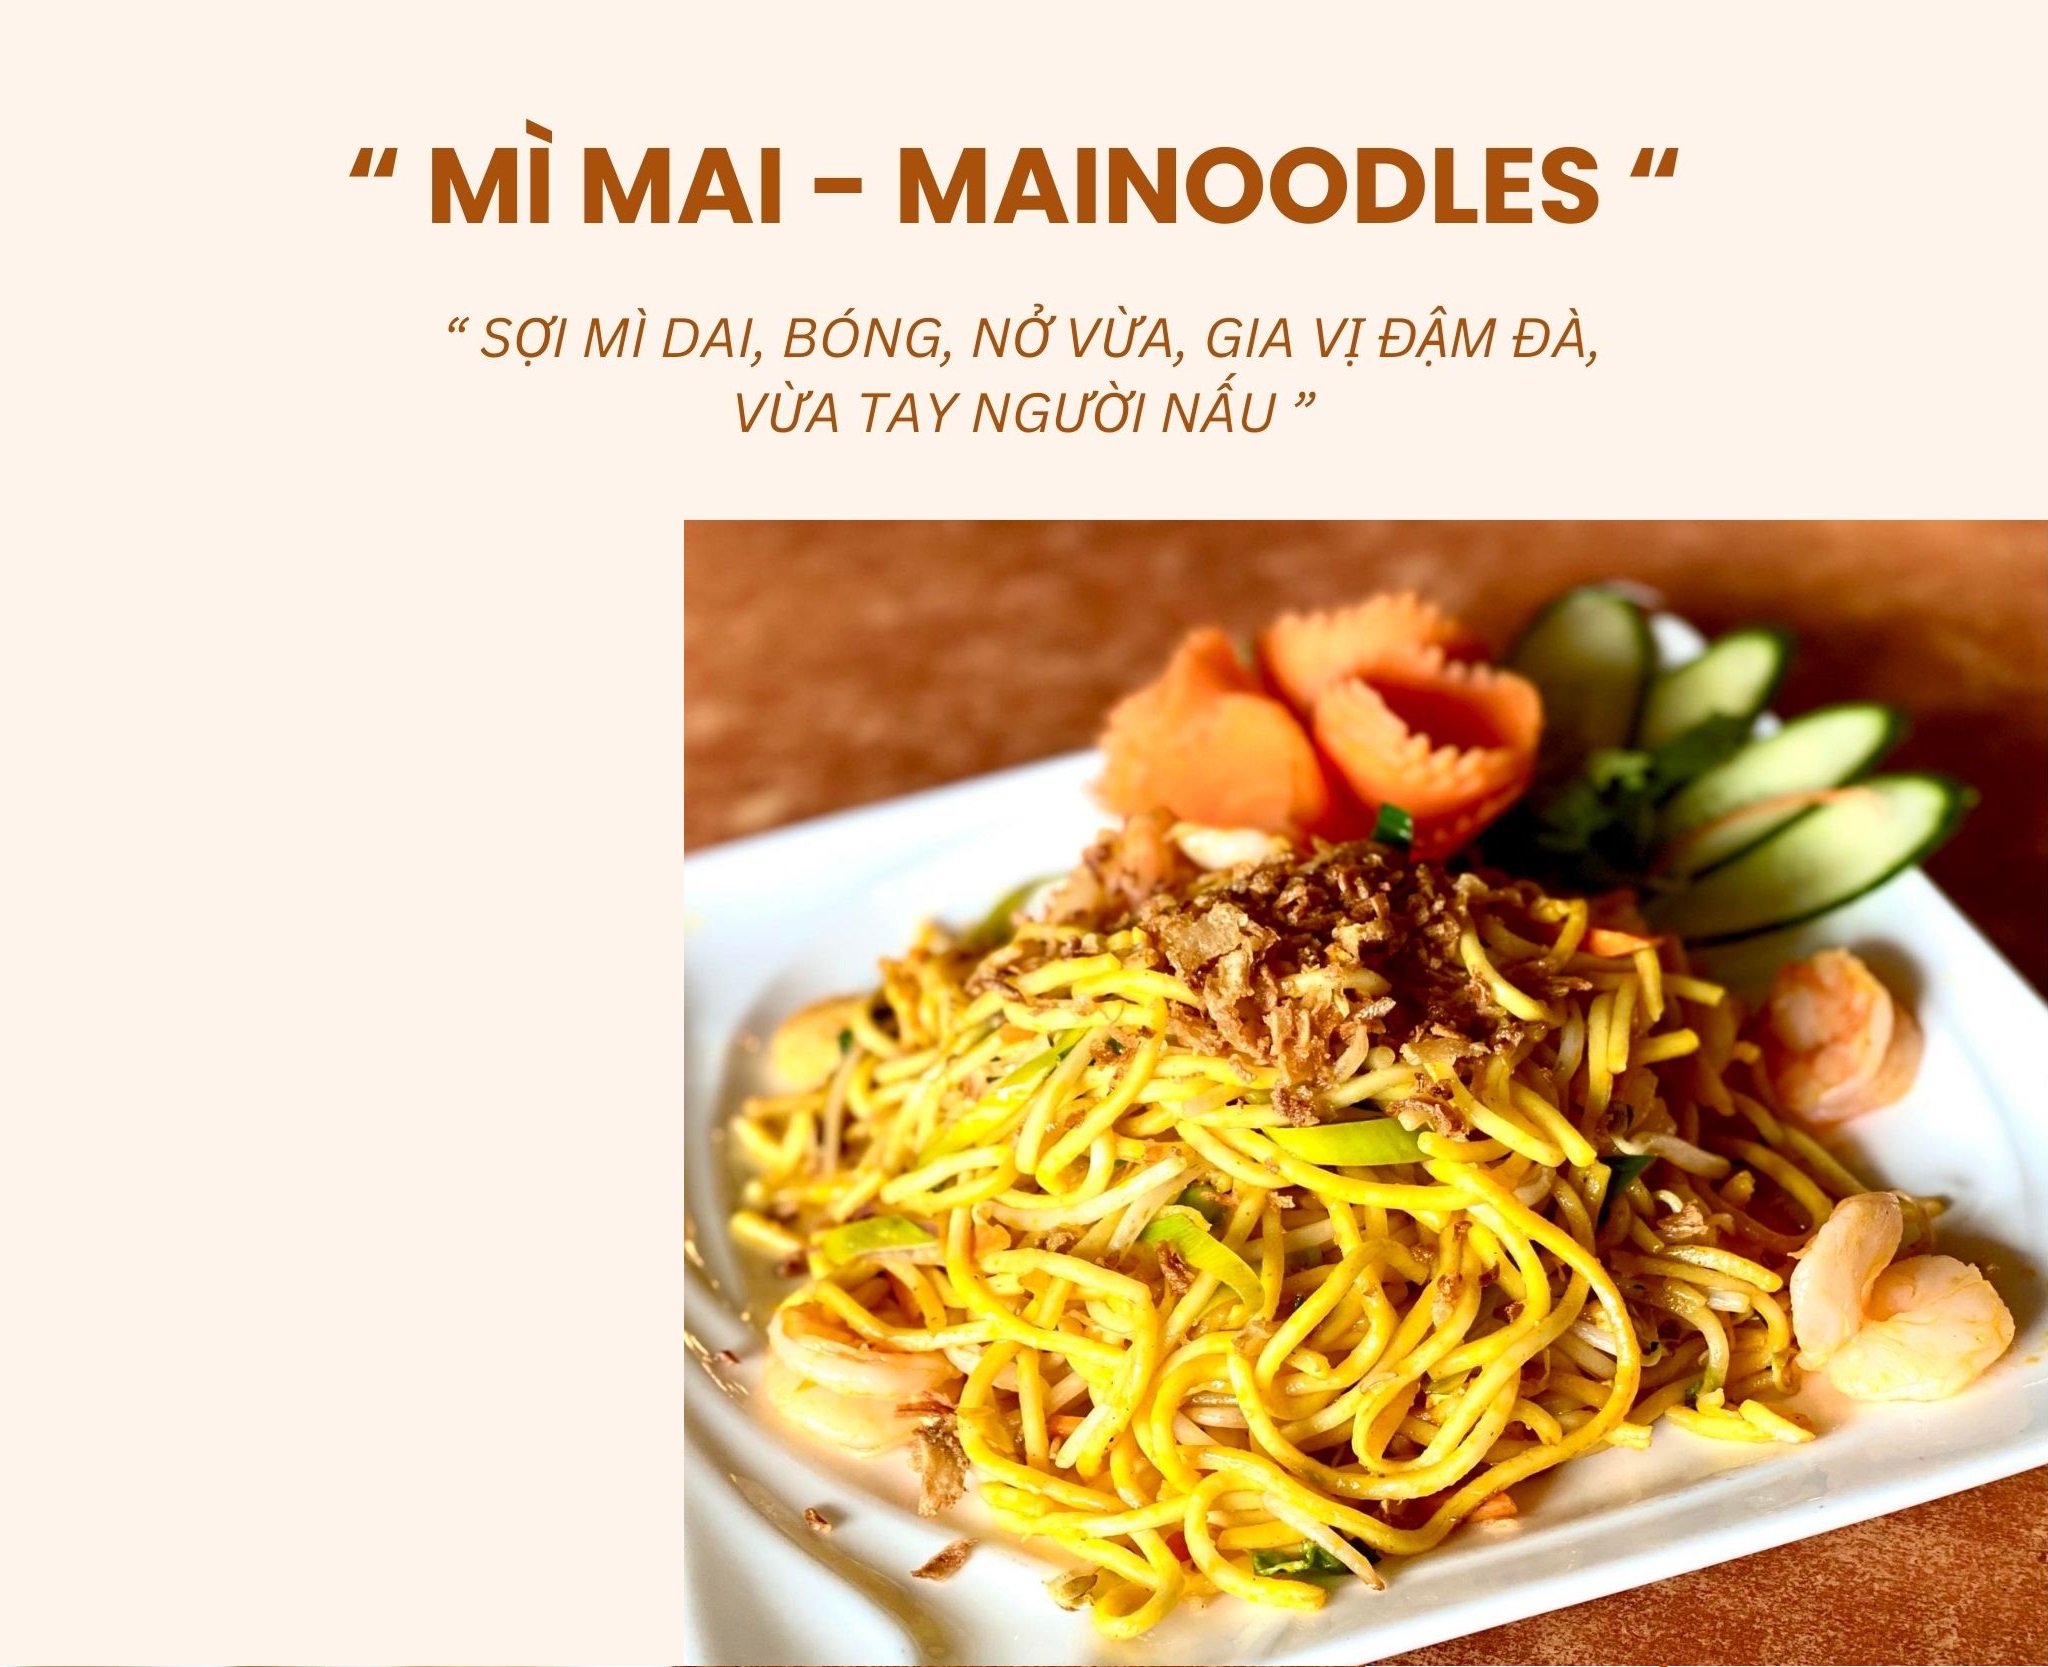 “ MÌ MAI - MAINOODLES “
“ SỢI MÌ DAI, BÓNG, NỞ VỪA, GIA VỊ ĐẬM ĐÀ,
VỪA TAY NGƯỜI NẤU ”